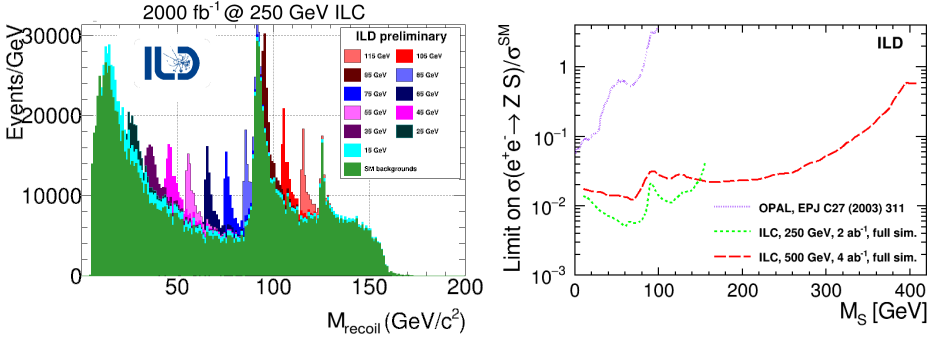 2000 fb⁻¹ @ 250 GeV ILC
Events/GeV
30000
20000
10000
0
50
100
150
200
M_recoil (GeV/c²)
ILD
ILD preliminary
115 GeV
105 GeV
95 GeV
85 GeV
75 GeV
65 GeV
55 GeV
45 GeV
35 GeV
25 GeV
15 GeV
SM backgrounds
Limit on σ(e⁺e⁻→ Z S)/σ^SM
1
10⁻¹
10⁻²
10⁻³
0
100
200
300
400
M_S [GeV]
ILD
OPAL, EPJ C27 (2003) 311
ILC, 250 GeV, 2 ab⁻¹, full sim.
ILC, 500 GeV, 4 ab⁻¹, full sim.